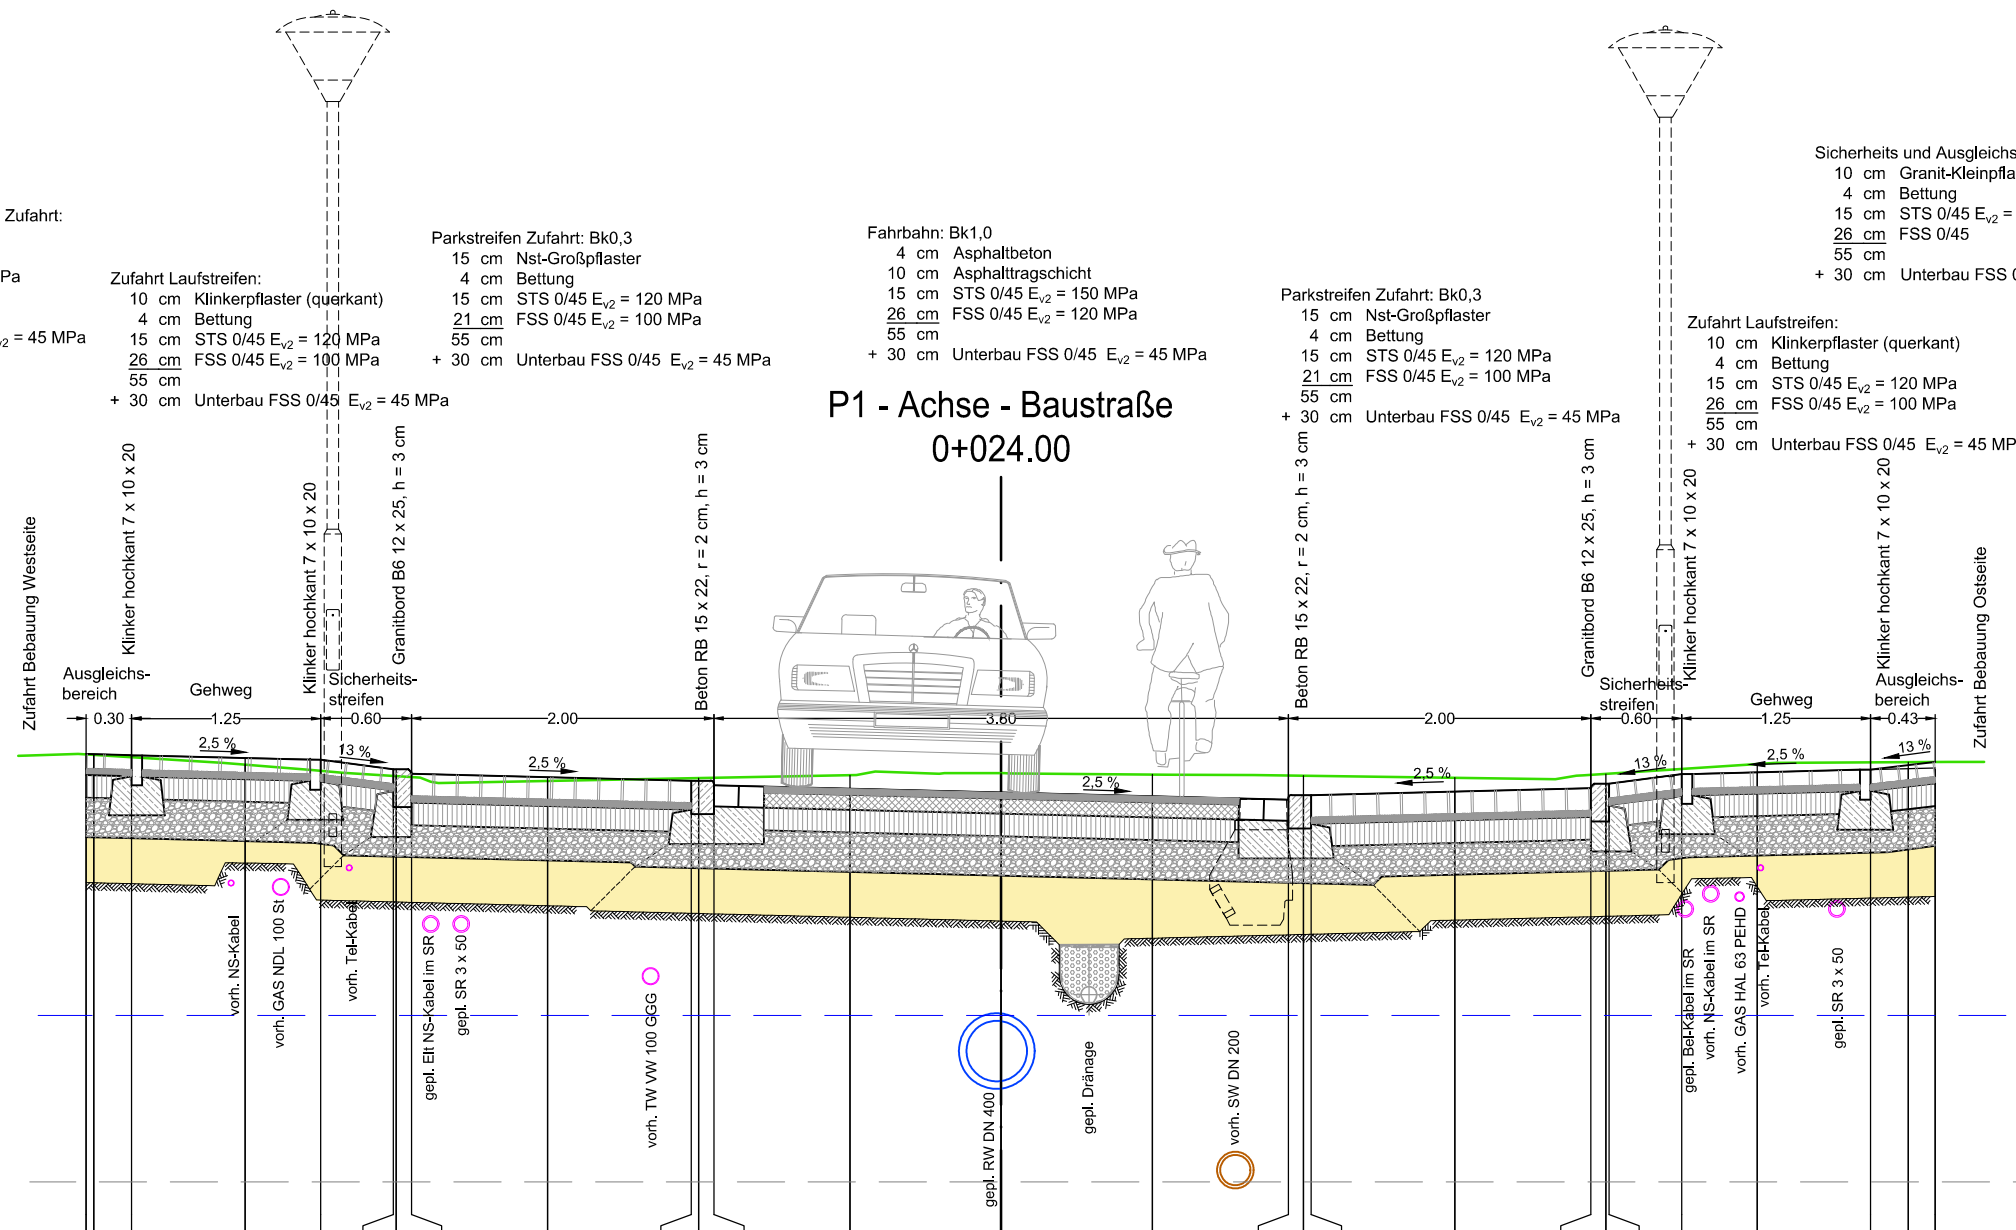 Zufahrt:
Pa
v2 = 45 MPa
Zufahrt Laufstreifen:
10 cm Klinkerpflaster (querkant)
4 cm Bettung
15 cm STS 0/45 Ev2 = 120 MPa
26 cm FSS 0/45 Ev2 = 100 MPa
55 cm
+ 30 cm Unterbau FSS 0/45 Ev2 = 45 MPa
Parkstreifen Zufahrt: Bk0,3
15 cm Nst-Großpflaster
4 cm Bettung
15 cm STS 0/45 Ev2 = 120 MPa
21 cm FSS 0/45 Ev2 = 100 MPa
55 cm
+ 30 cm Unterbau FSS 0/45 Ev2 = 45 MPa
Fahrbahn: Bk1,0
4 cm Asphaltbeton
10 cm Asphalttragschicht
15 cm STS 0/45 Ev2 = 150 MPa
26 cm FSS 0/45 Ev2 = 120 MPa
55 cm
+ 30 cm Unterbau FSS 0/45 Ev2 = 45 MPa
Parkstreifen Zufahrt: Bk0,3
15 cm Nst-Großpflaster
4 cm Bettung
15 cm STS 0/45 Ev2 = 120 MPa
21 cm FSS 0/45 Ev2 = 100 MPa
55 cm
+ 30 cm Unterbau FSS 0/45 Ev2 = 45 MPa
Sicherheits und Ausgleichs
10 cm Granit-Kleinpfla
4 cm Bettung
15 cm STS 0/45 Ev2 =
26 cm FSS 0/45
55 cm
+ 30 cm Unterbau FSS 0
Zufahrt Laufstreifen:
10 cm Klinkerpflaster (querkant)
4 cm Bettung
15 cm STS 0/45 Ev2 = 120 MPa
26 cm FSS 0/45 Ev2 = 100 MPa
55 cm
+ 30 cm Unterbau FSS 0/45 Ev2 = 45 MP
P1 - Achse - Baustraße
0+024.00
Zufahrt Bebauung Westseite
Klinker hochkant 7 x 10 x 20
Klinker hochkant 7 x 10 x 20
Granitbord B6 12 x 25, h = 3 cm
Beton RB 15 x 22, r = 2 cm, h = 3 cm
Beton RB 15 x 22, r = 2 cm, h = 3 cm
Granitbord B6 12 x 25, h = 3 cm
Klinker hochkant 7 x 10 x 20
Klinker hochkant 7 x 10 x 20
Zufahrt Bebauung Ostseite
Ausgleichs-
bereich
Gehweg
Sicherheits-
streifen
Sicherheits-
streifen
Gehweg
Ausgleichs-
bereich
0.30
1.25
0.60
2.00
3.80
2.00
0.60
1.25
0.43
2,5 %
13 %
2,5 %
2,5 %
2,5 %
13 %
2,5 %
13 %
vorh. NS-Kabel
vorh. GAS NDL 100 St
vorh. Tel-Kabel
gepl. Elt NS-Kabel im SR
gepl. SR 3 x 50
vorh. TW VW 100 GGG
gepl. RW DN 400
gepl. Dränage
vorh. SW DN 200
gepl. Bel-Kabel im SR
vorh. NS-Kabel im SR
vorh. GAS HAL 63 PEHD
vorh. Tel-Kabel
gepl. SR 3 x 50